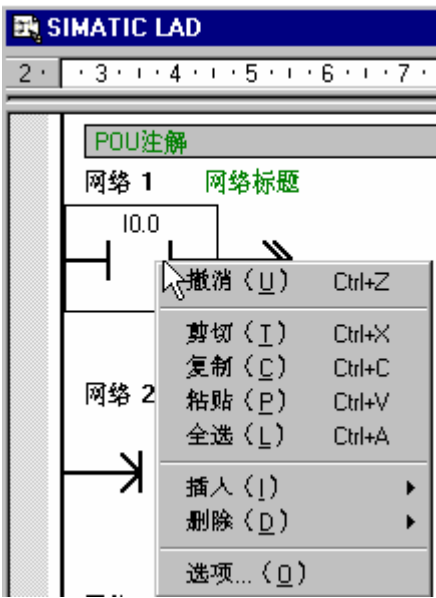 SIMATIC LAD
2 · · 3 · ı · 4 · ı · 5 · ı · 6 · ı · 7 ·
POU注解
网络 1 网络标题
I0.0
撤消（U） Ctrl+Z
剪切（T） Ctrl+X
复制（C） Ctrl+C
网络 2
粘贴（P） Ctrl+V
全选（L） Ctrl+A
插入（I）
删除（D）
选项...（O）